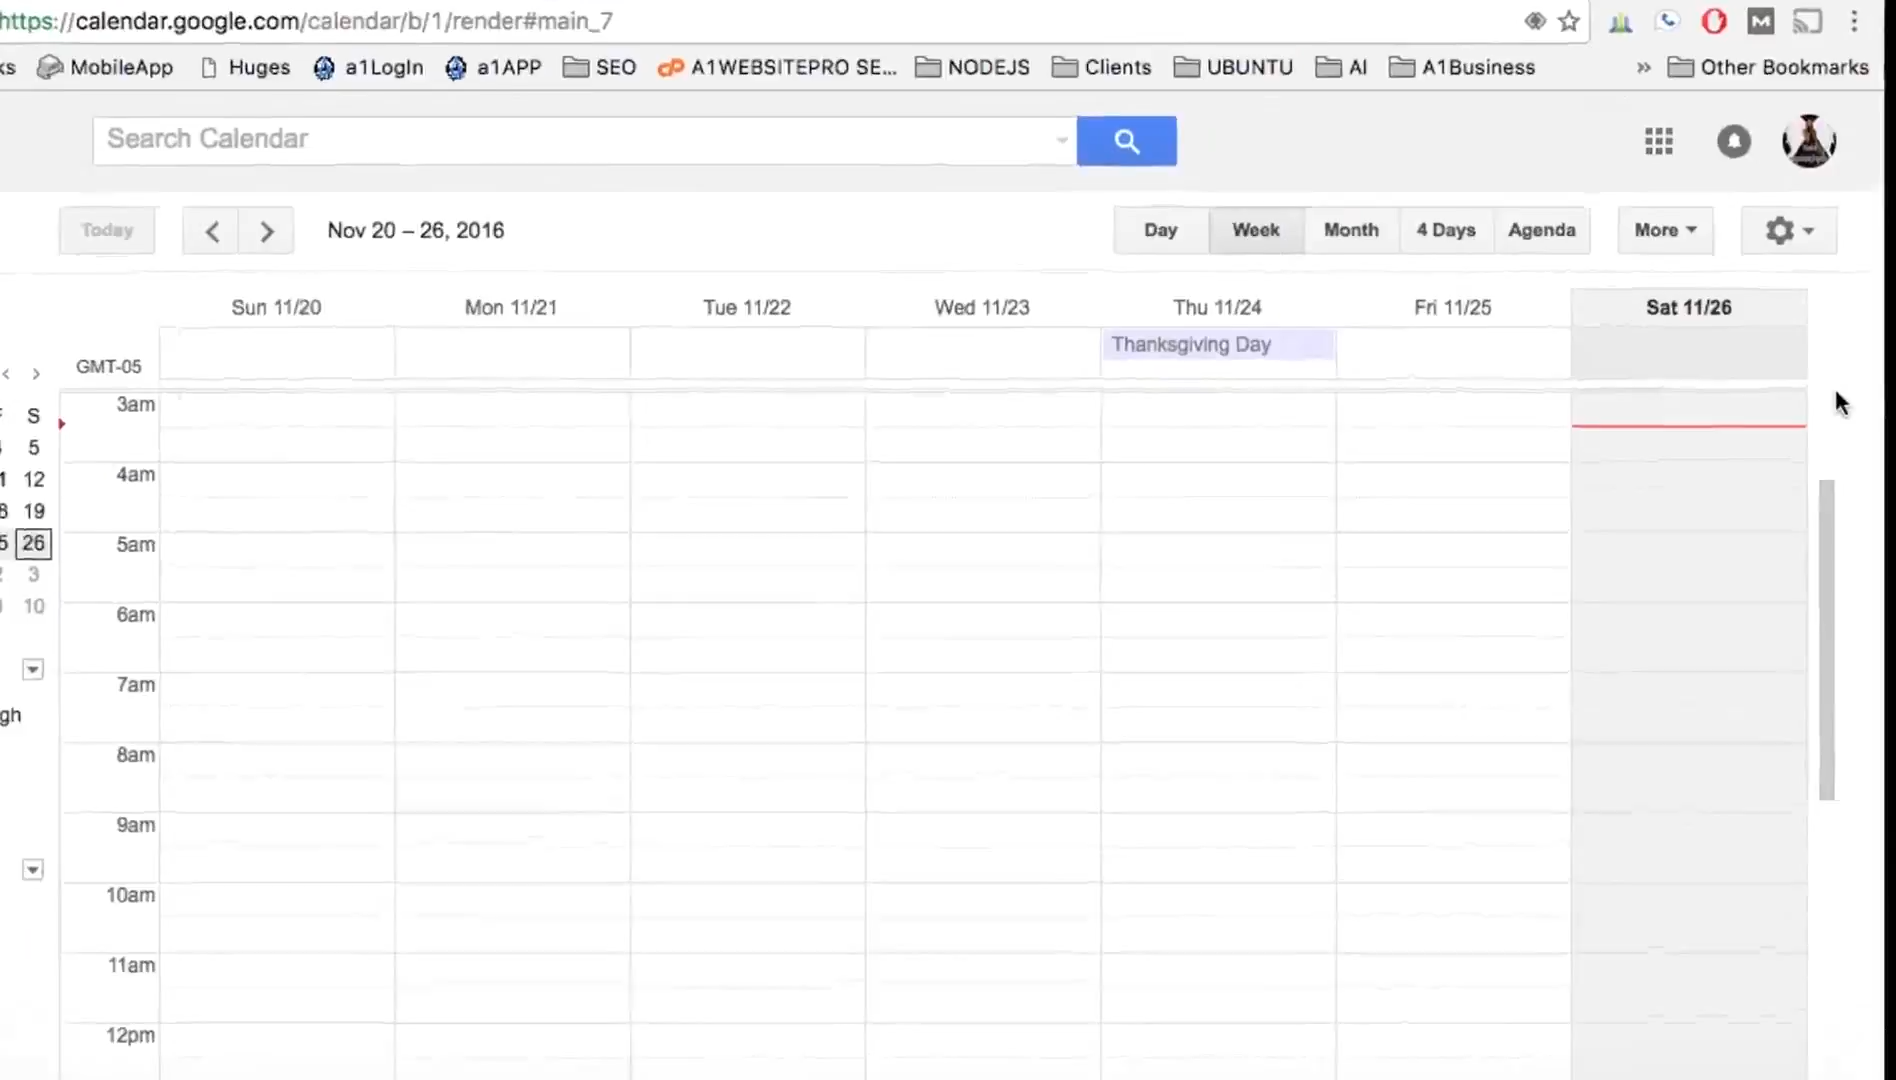 https://calendar.google.com/calendar/b/1/render#main_7
ks MobileApp Huges a1LogIn a1APP SEO A1WEBSITEPRO SE... NODEJS Clients UBUNTU AI A1Business » Other Bookmarks
Search Calendar
Today Nov 20 – 26, 2016 Day Week Month 4 Days Agenda More
Sun 11/20 Mon 11/21 Tue 11/22 Wed 11/23 Thu 11/24 Fri 11/25 Sat 11/26
Thanksgiving Day
GMT-05
S
5
12
19
26
3
10
gh
3am
4am
5am
6am
7am
8am
9am
10am
11am
12pm